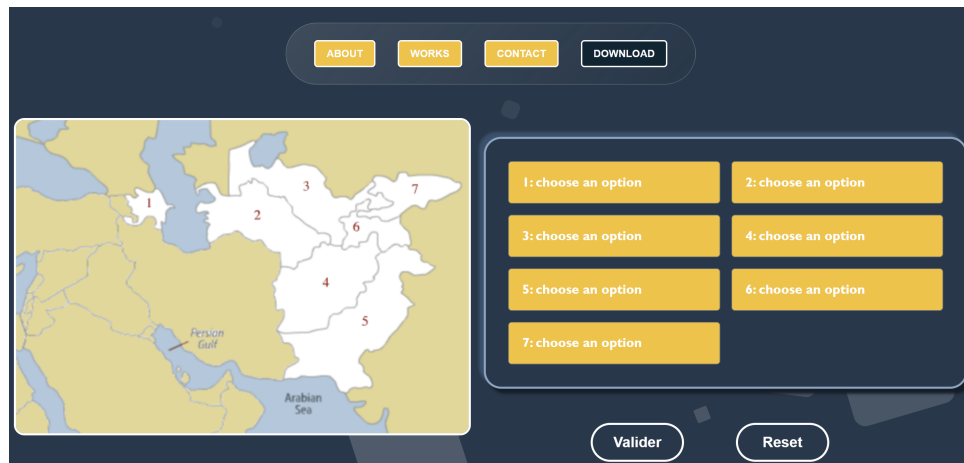 ABOUT WORKS CONTACT DOWNLOAD
1
2
3
4
5
6
7
Persian
Gulf
Arabian
Sea
1: choose an option
2: choose an option
3: choose an option
4: choose an option
5: choose an option
6: choose an option
7: choose an option
Valider
Reset